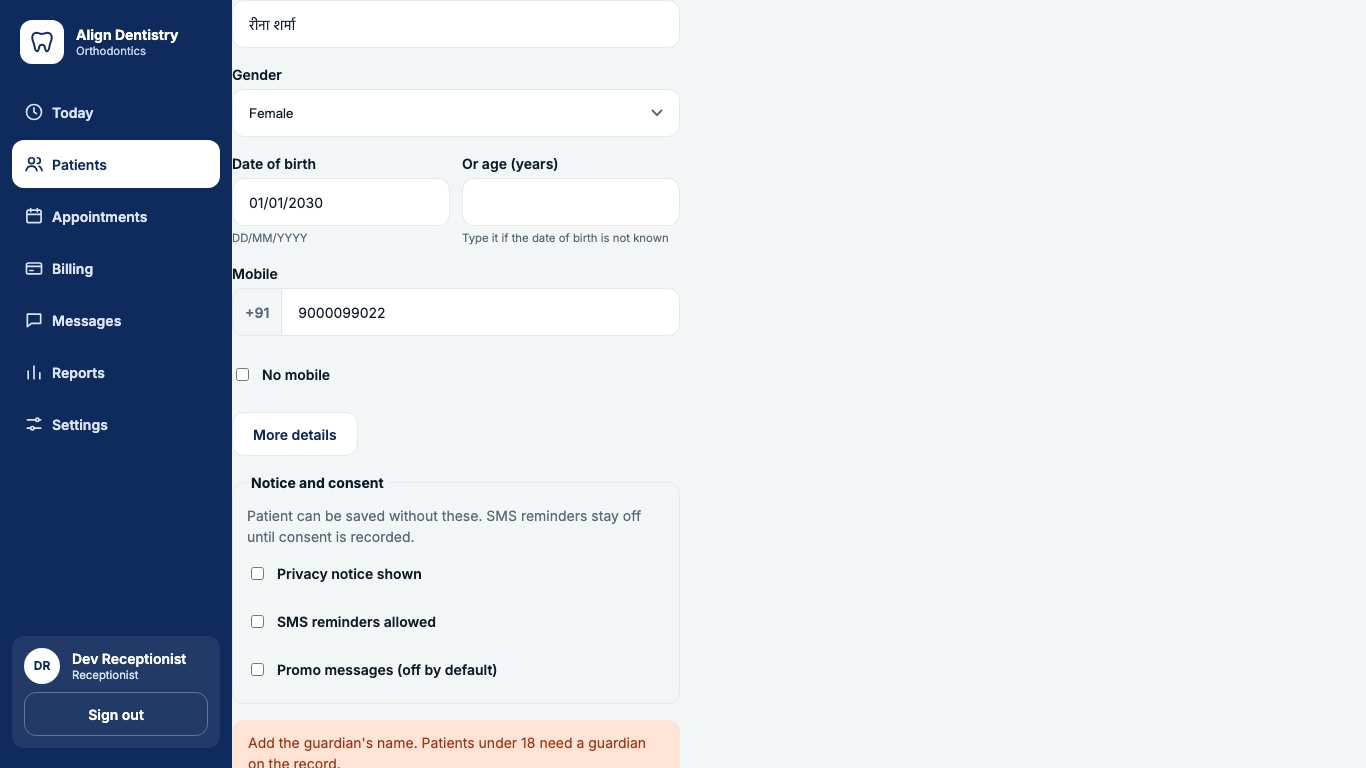 Align Dentistry
Orthodontics
Today
Patients
Appointments
Billing
Messages
Reports
Settings
DR
Dev Receptionist
Receptionist
Sign out
रीना शर्मा
Gender
Female
Date of birth
Or age (years)
01/01/2030
DD/MM/YYYY
Type it if the date of birth is not known
Mobile
+91
9000099022
No mobile
More details
Notice and consent
Patient can be saved without these. SMS reminders stay off
until consent is recorded.
Privacy notice shown
SMS reminders allowed
Promo messages (off by default)
Add the guardian's name. Patients under 18 need a guardian
on the record.